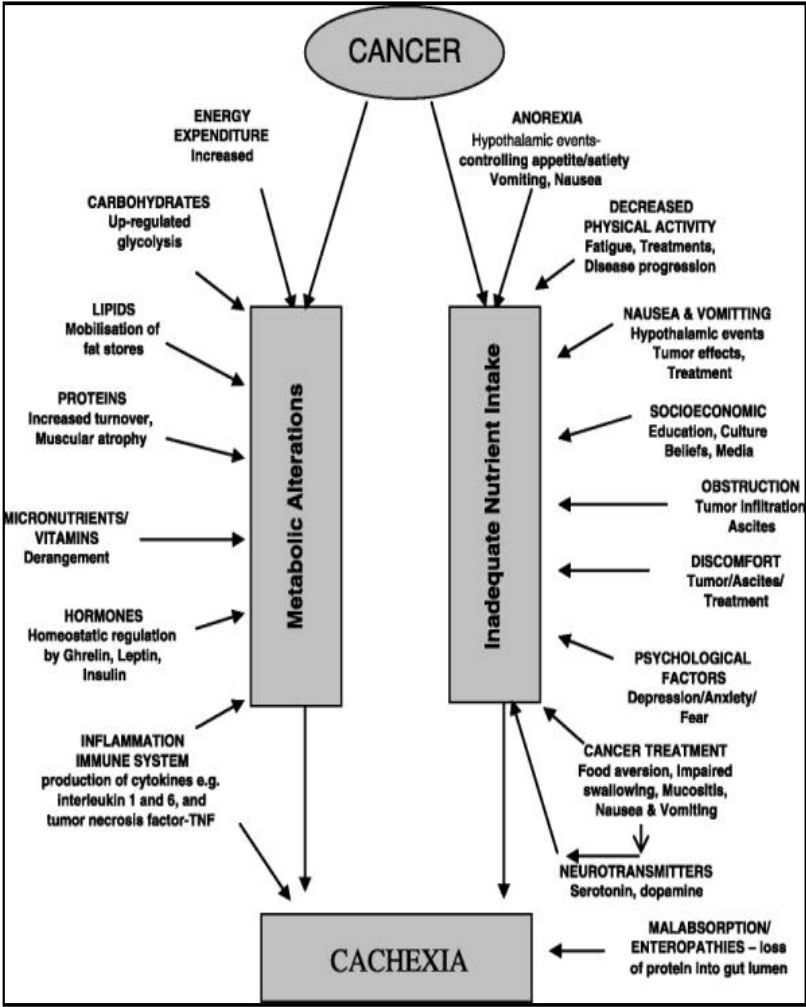 CANCER
ENERGY
EXPENDITURE
Increased
CARBOHYDRATES
Up-regulated
glycolysis
LIPIDS
Mobilisation of
fat stores
PROTEINS
Increased turnover,
Muscular atrophy
MICRONUTRIENTS/
VITAMINS
Derangement
HORMONES
Homeostatic regulation
by Ghrelin, Leptin,
Insulin
INFLAMMATION
IMMUNE SYSTEM
production of cytokines e.g.
interleukin 1 and 6, and
tumor necrosis factor-TNF
Metabolic Alterations
Inadequate Nutrient Intake
ANOREXIA
Hypothalamic events-
controlling appetite/satiety
Vomiting, Nausea
DECREASED
PHYSICAL ACTIVITY
Fatigue, Treatments,
Disease progression
NAUSEA & VOMITTING
Hypothalamic events
Tumor effects,
Treatment
SOCIOECONOMIC
Education, Culture
Beliefs, Media
OBSTRUCTION
Tumor Infiltration
Ascites
DISCOMFORT
Tumor/Ascites/
Treatment
PSYCHOLOGICAL
FACTORS
Depression/Anxiety/
Fear
CANCER TREATMENT
Food aversion, Impaired
swallowing, Mucositis,
Nausea & Vomiting
NEUROTRANSMITTERS
Serotonin, dopamine
MALABSORPTION/
ENTEROPATHIES – loss
of protein into gut lumen
CACHEXIA